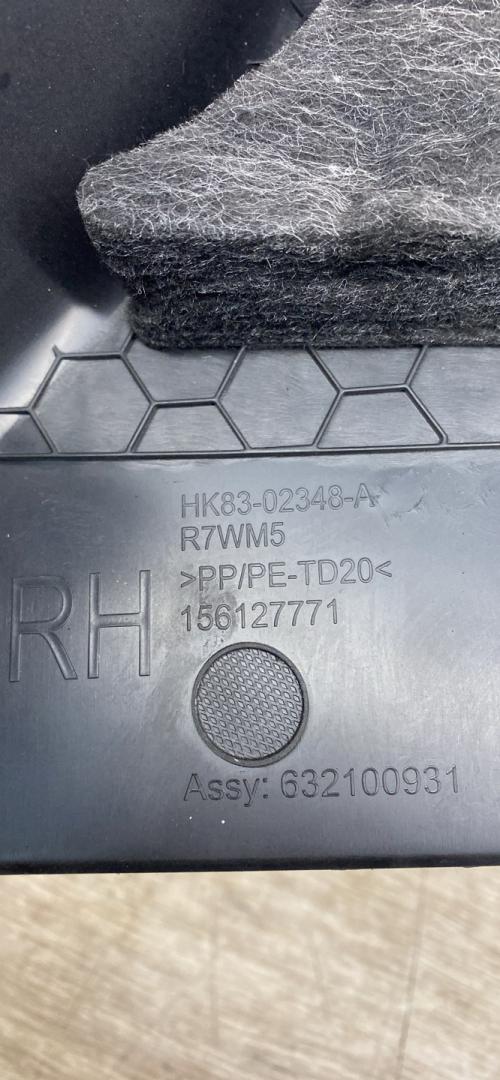 HK83-02348-A
R7WM5
>PP/PE-TD20<
RH
156127771
Assy: 632100931